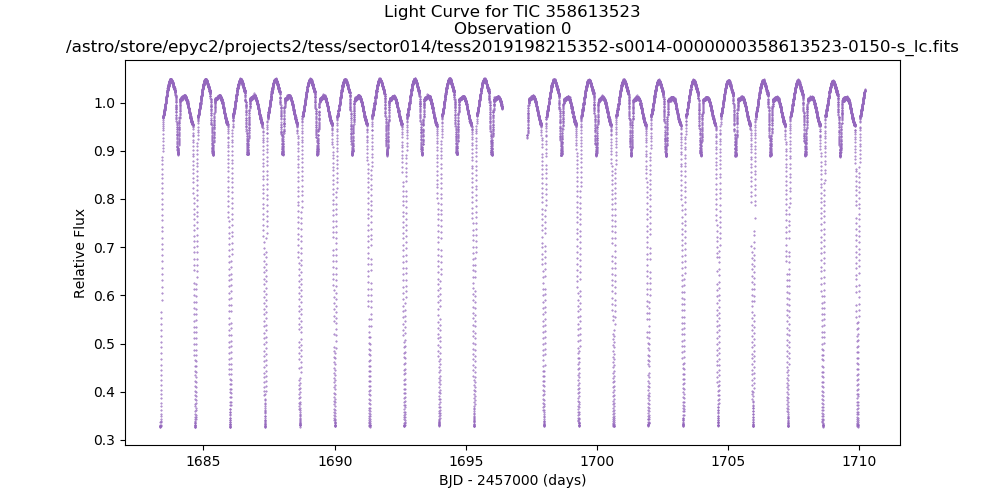 Light Curve for TIC 358613523
Observation 0
/astro/store/epyc2/projects2/tess/sector014/tess2019198215352-s0014-0000000358613523-0150-s_lc.fits
1.0
0.9
0.8
0.7
0.6
0.5
0.4
0.3
Relative Flux
1685
1690
1695
1700
1705
1710
BJD - 2457000 (days)